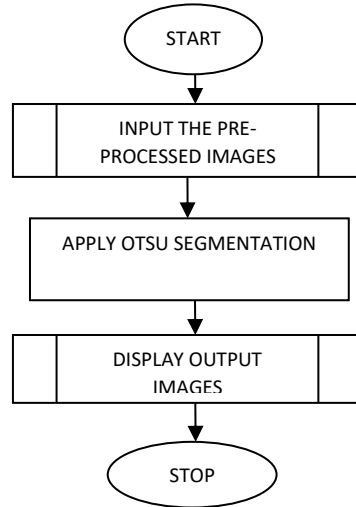 START
INPUT THE PRE-
PROCESSED IMAGES
APPLY OTSU SEGMENTATION
DISPLAY OUTPUT
IMAGES
STOP